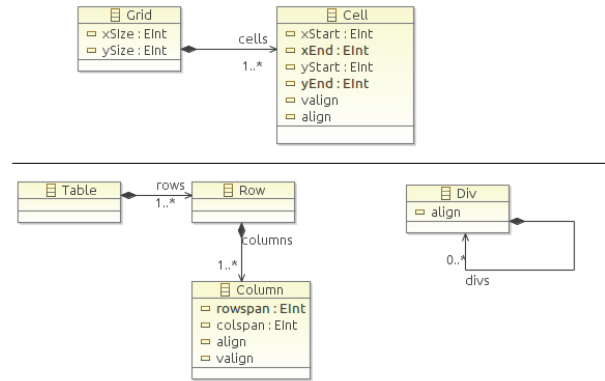 Grid
xSIze : EInt
ySize : EInt
cells
1..*
Cell
xStart : EInt
xEnd : EInt
yStart : EInt
yEnd : EInt
valign
align
Table
rows
1..*
Row
columns
1..*
Column
rowspan : EInt
colspan : EInt
align
valign
Div
align
0..*
divs